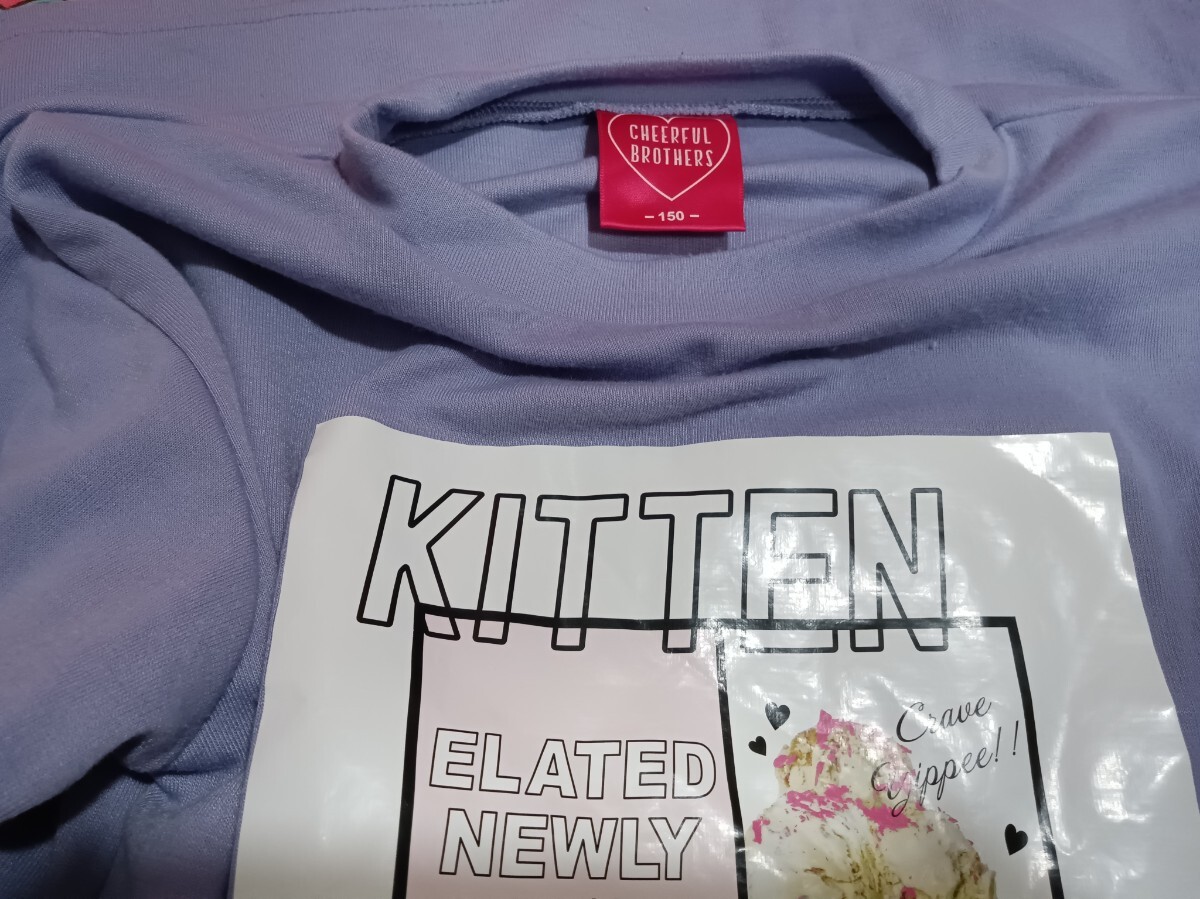 CHEERFUL
BROTHERS
– 150 –
KITTEN
ELATED
NEWLY
Crave
Yippee!!